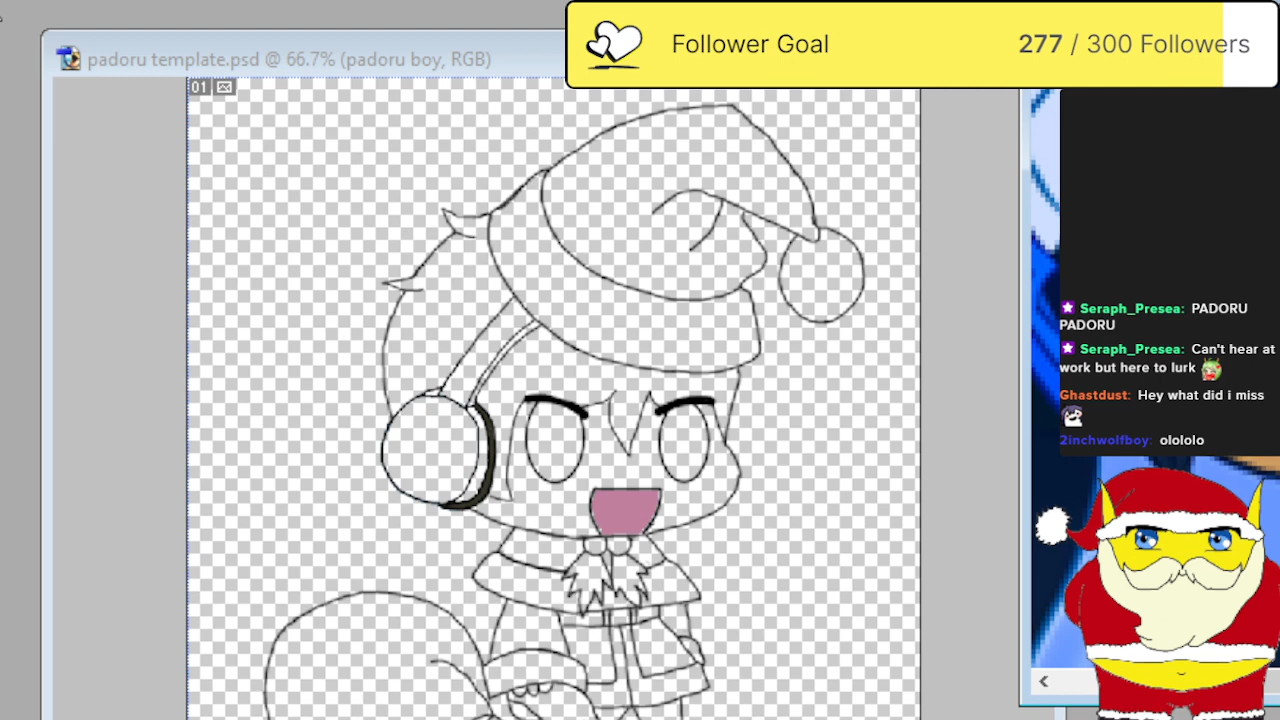 Follower Goal 277 / 300 Followers
padoru template.psd @ 66.7% (padoru boy, RGB)
01
Seraph_Presea: PADORU
PADORU
Seraph_Presea: Can't hear at
work but here to lurk
Ghastdust: Hey what did i miss
2inchwolfboy: olololo